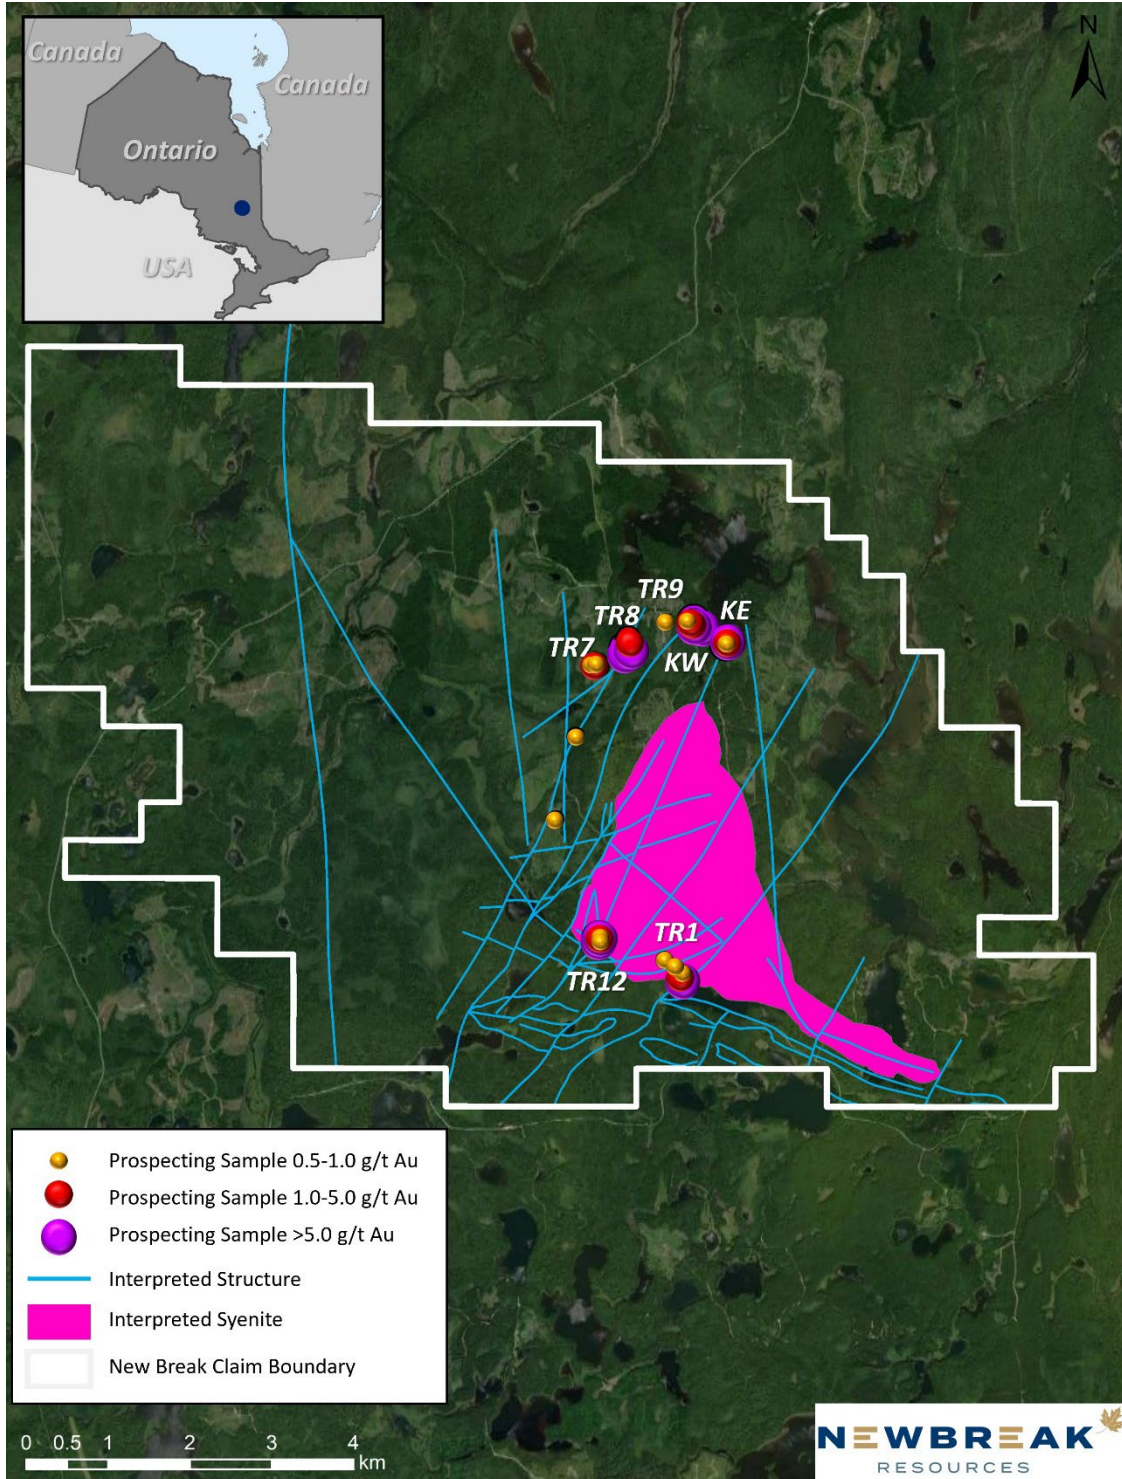 Canada
Canada
Ontario
USA
N
TR9
KE
TR8
TR7
KW
TR1
TR12
Prospecting Sample 0.5-1.0 g/t Au
Prospecting Sample 1.0-5.0 g/t Au
Prospecting Sample >5.0 g/t Au
Interpreted Structure
Interpreted Syenite
New Break Claim Boundary
0 0.5 1 2 3 4
km
NEWBREAK
RESOURCES